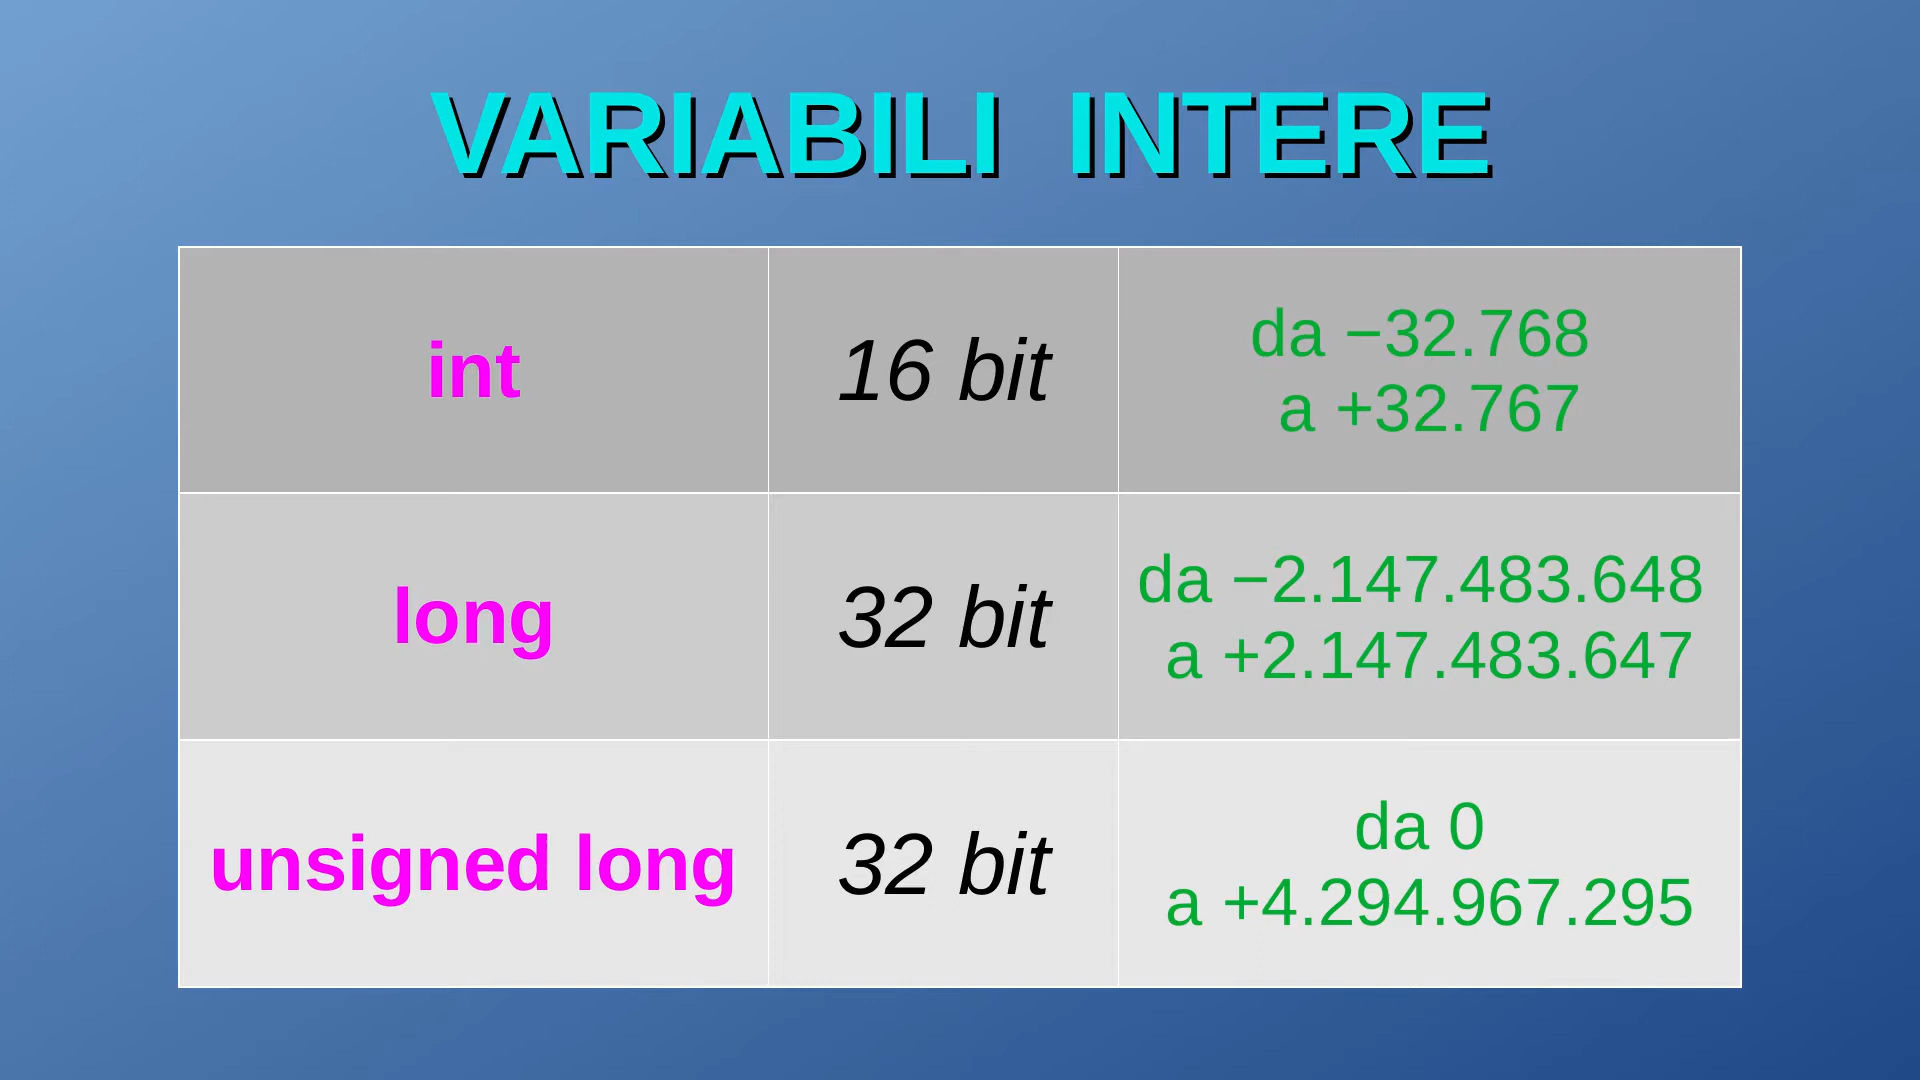 VARIABILI INTERE
int
16 bit
da −32.768
a +32.767
long
32 bit
da −2.147.483.648
a +2.147.483.647
unsigned long
32 bit
da 0
a +4.294.967.295